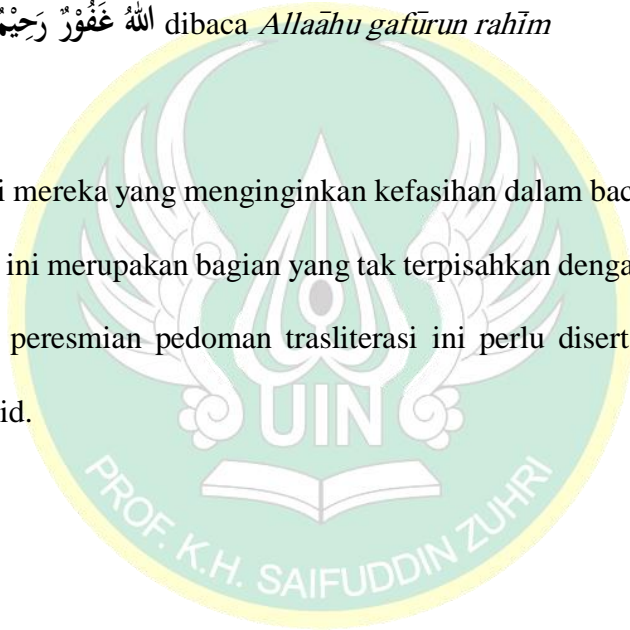 اللهُ غَفُوْرٌ رَحِيْمٌ dibaca Allaāhu gafūrun rahīm
i mereka yang menginginkan kefasihan dalam bac
ini merupakan bagian yang tak terpisahkan denga
peresmian pedoman trasliterasi ini perlu disert
id.
UIN
PROF. K.H. SAIFUDDIN ZUHRI